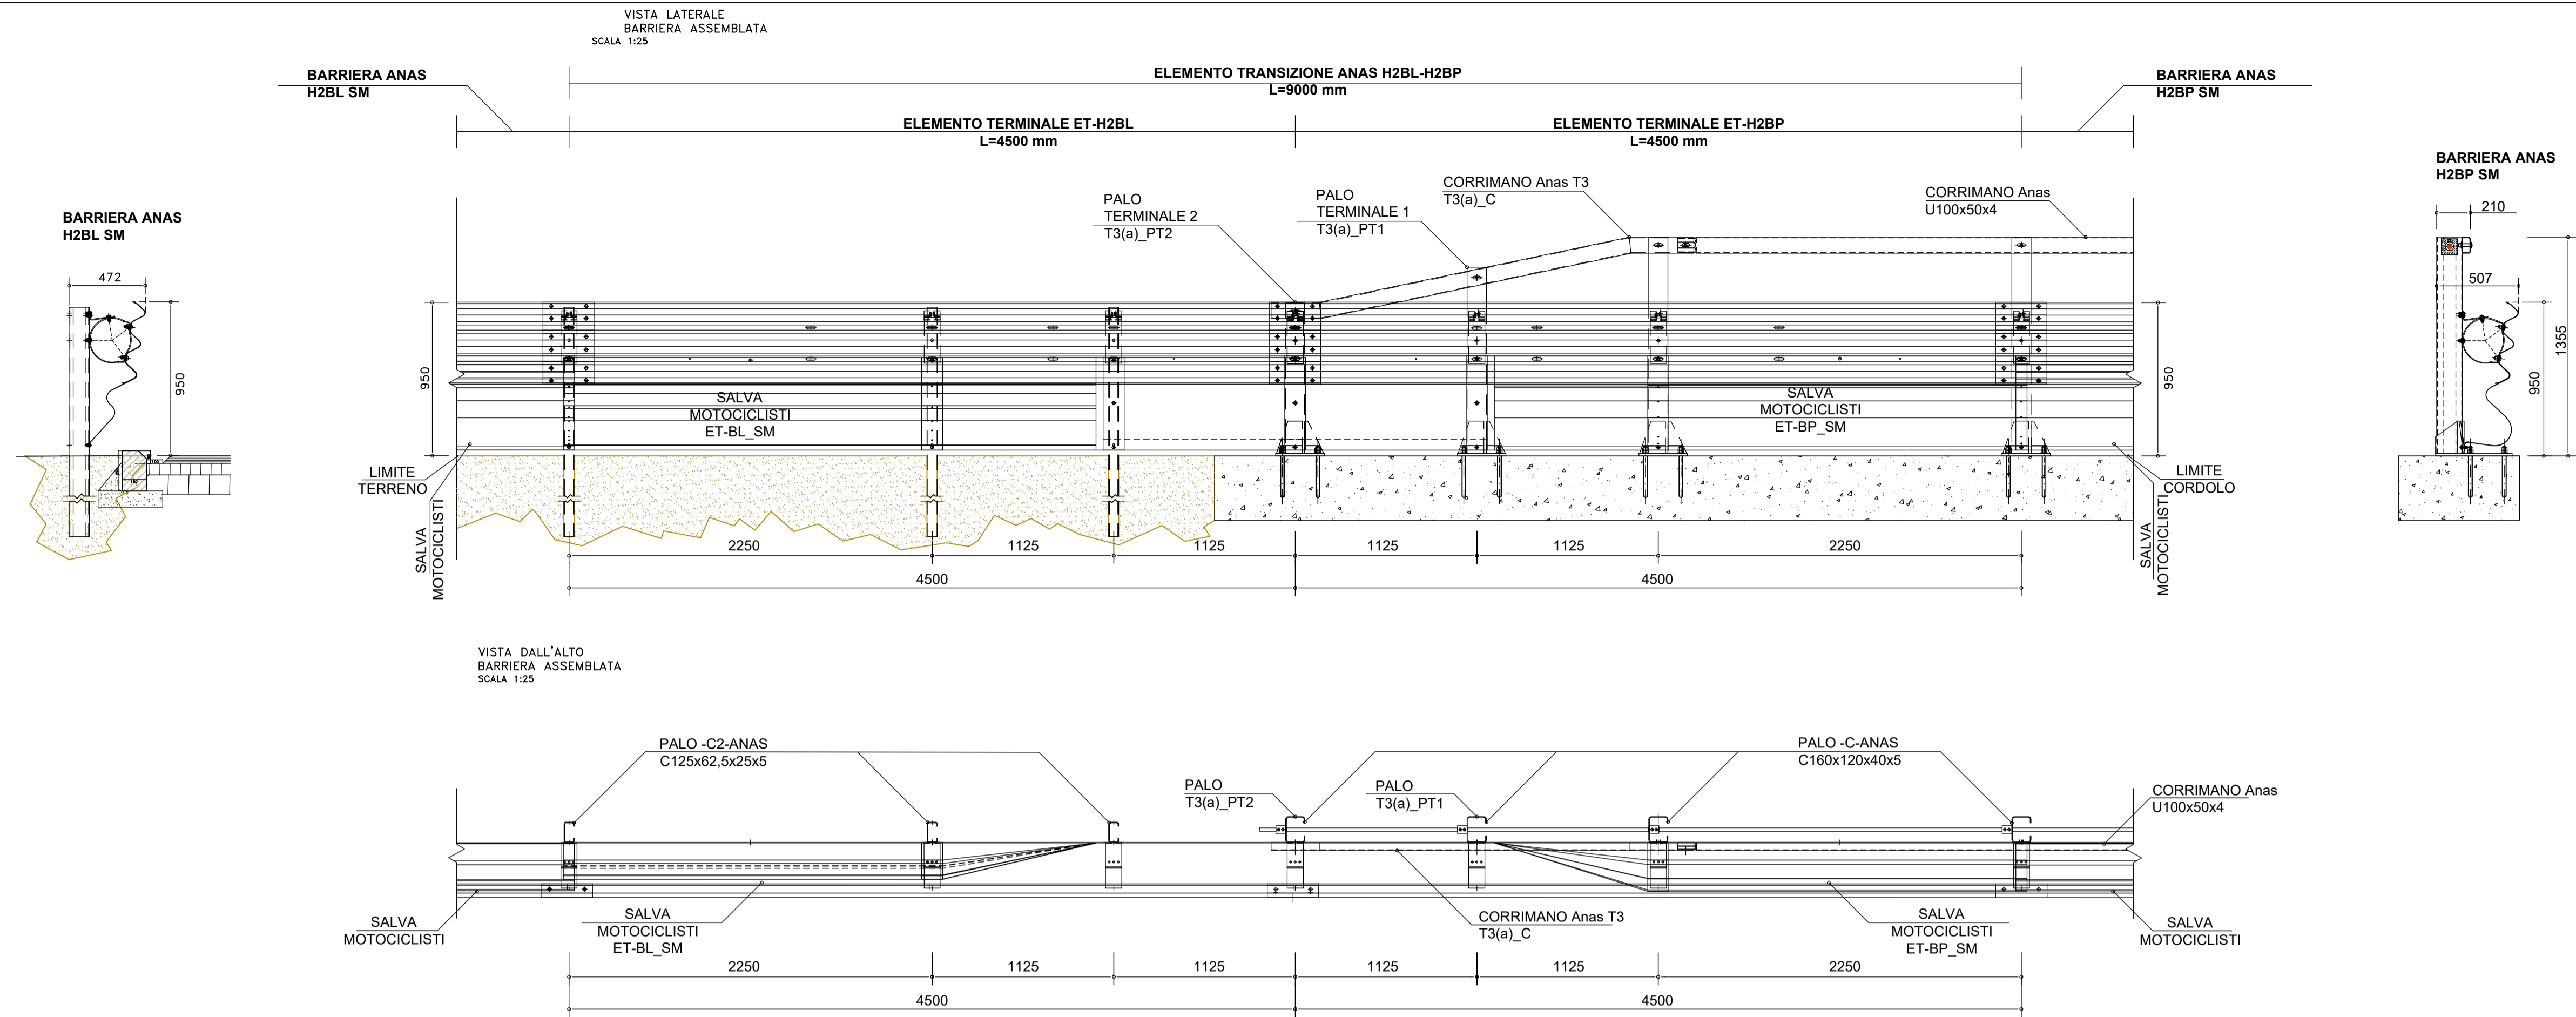 VISTA LATERALE
BARRIERA ASSEMBLATA
SCALA 1:25
BARRIERA ANAS
H2BL SM
ELEMENTO TRANSIZIONE ANAS H2BL-H2BP
L=9000 mm
BARRIERA ANAS
H2BP SM
ELEMENTO TERMINALE ET-H2BL
L=4500 mm
ELEMENTO TERMINALE ET-H2BP
L=4500 mm
BARRIERA ANAS
H2BL SM
472
950
PALO
TERMINALE 2
T3(a)_PT2
PALO
TERMINALE 1
T3(a)_PT1
CORRIMANO Anas T3
T3(a)_C
CORRIMANO Anas
U100x50x4
BARRIERA ANAS
H2BP SM
210
507
950
1355
950
950
SALVA
MOTOCICLISTI
ET-BL_SM
SALVA
MOTOCICLISTI
ET-BP_SM
LIMITE
TERRENO
SALVA
MOTOCICLISTI
LIMITE
CORDOLO
SALVA
MOTOCICLISTI
2250
1125
1125
1125
1125
2250
4500
4500
VISTA DALL'ALTO
BARRIERA ASSEMBLATA
SCALA 1:25
PALO -C2-ANAS
C125x62,5x25x5
PALO
T3(a)_PT2
PALO
T3(a)_PT1
PALO -C-ANAS
C160x120x40x5
CORRIMANO Anas
U100x50x4
SALVA
MOTOCICLISTI
SALVA
MOTOCICLISTI
ET-BL_SM
CORRIMANO Anas T3
T3(a)_C
SALVA
MOTOCICLISTI
ET-BP_SM
SALVA
MOTOCICLISTI
2250
1125
1125
1125
1125
2250
4500
4500